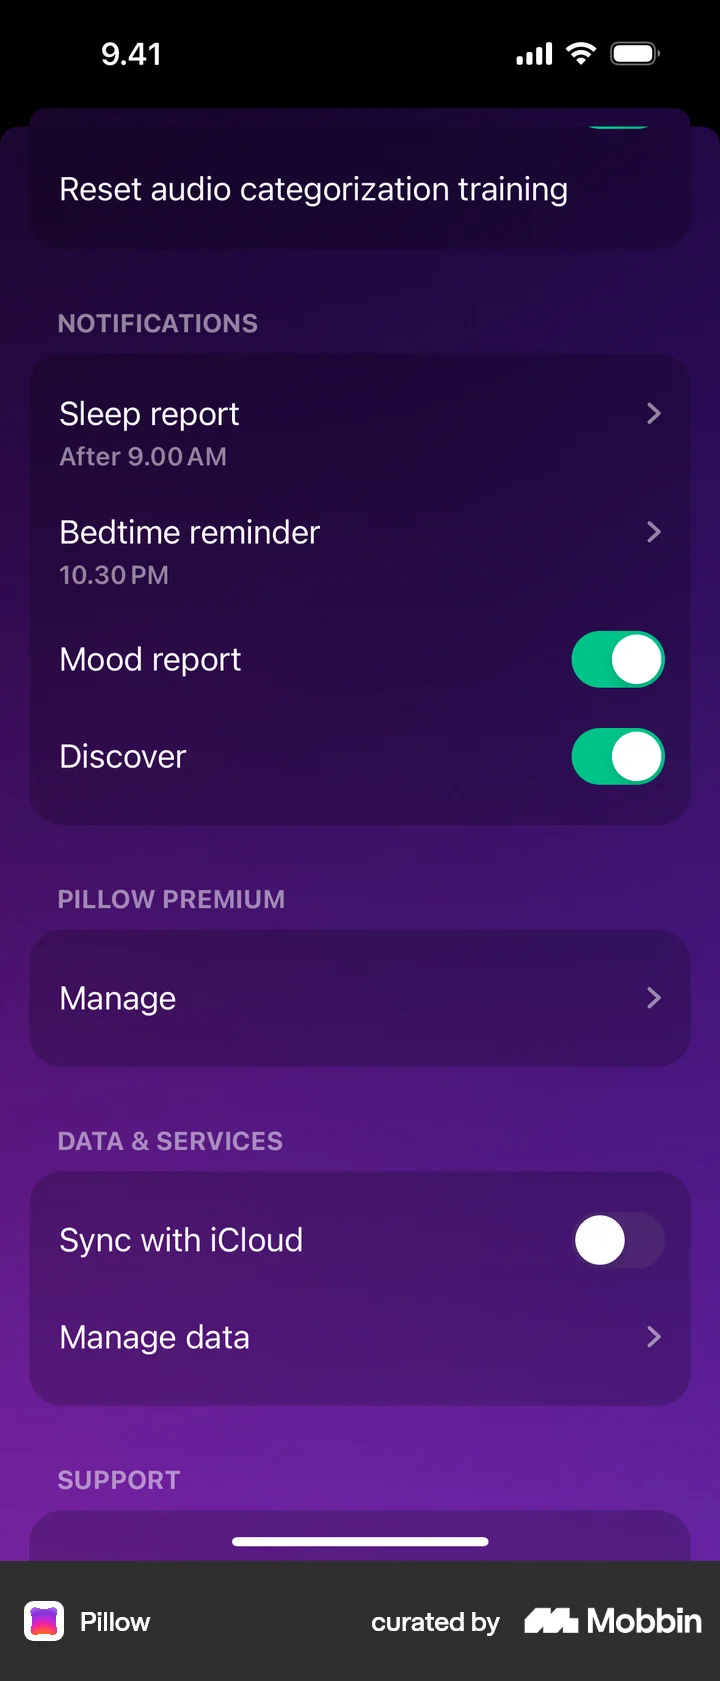 9.41
Reset audio categorization training
NOTIFICATIONS
Sleep report
After 9.00 AM
Bedtime reminder
10.30 PM
Mood report
Discover
PILLOW PREMIUM
Manage
DATA & SERVICES
Sync with iCloud
Manage data
SUPPORT
Pillow curated by Mobbin